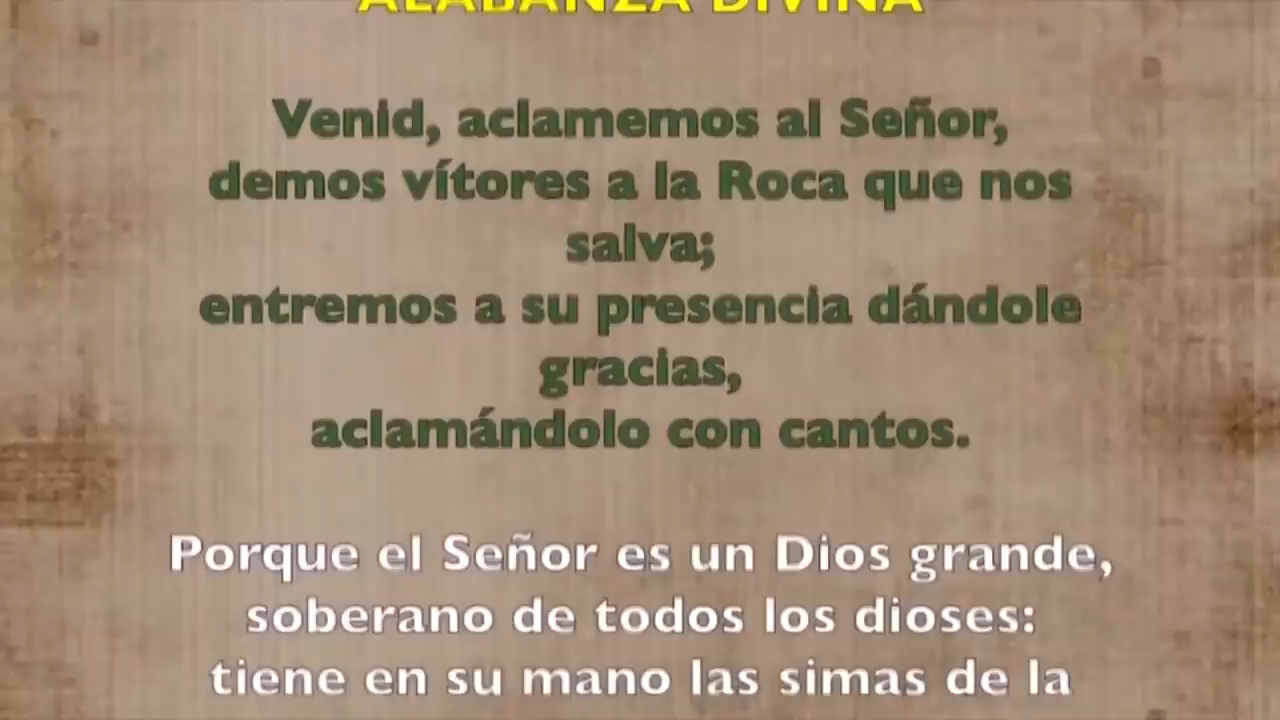 ALABANZA DIVINA
Venid, aclamemos al Señor,
demos vítores a la Roca que nos
salva;
entremos a su presencia dándole
gracias,
aclamándolo con cantos.
Porque el Señor es un Dios grande,
soberano de todos los dioses:
tiene en su mano las simas de la